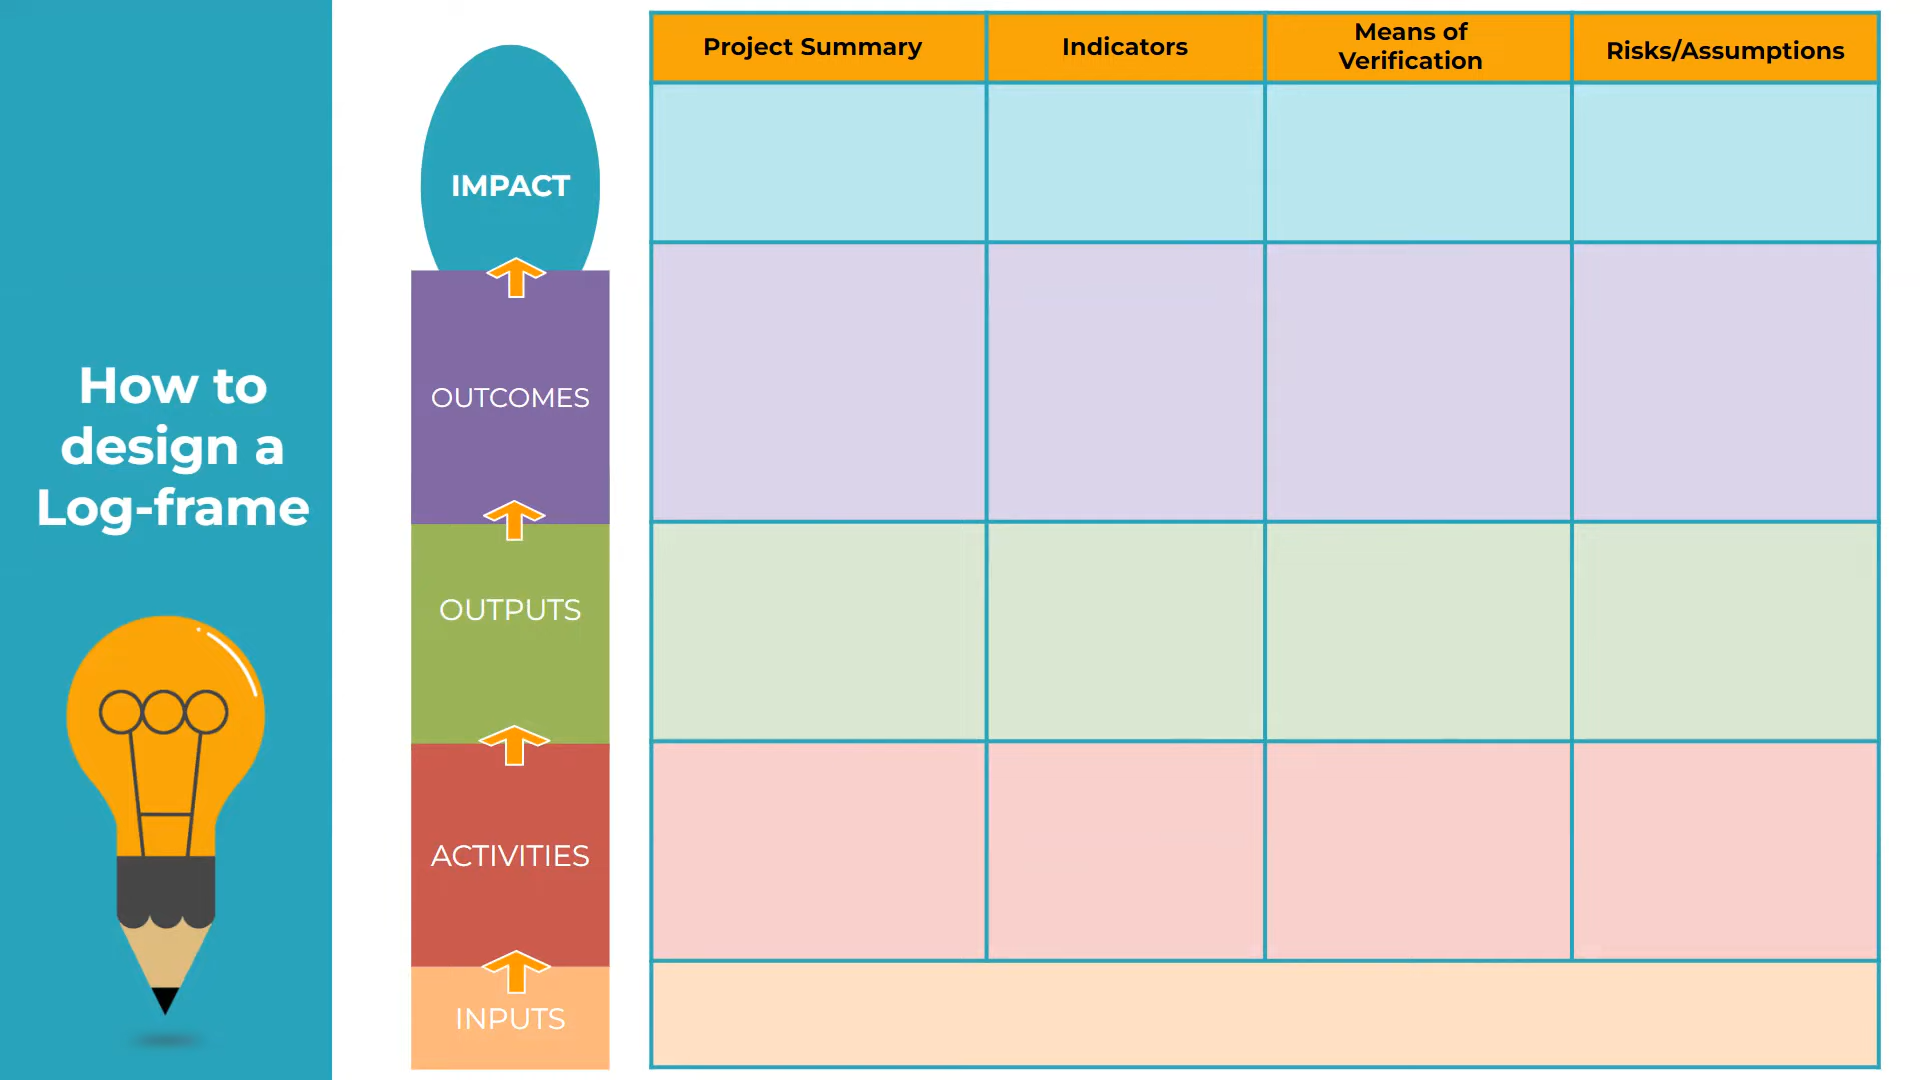 How to
design a
Log-frame
Project Summary
Indicators
Means of
Verification
Risks/Assumptions
IMPACT
OUTCOMES
OUTPUTS
ACTIVITIES
INPUTS